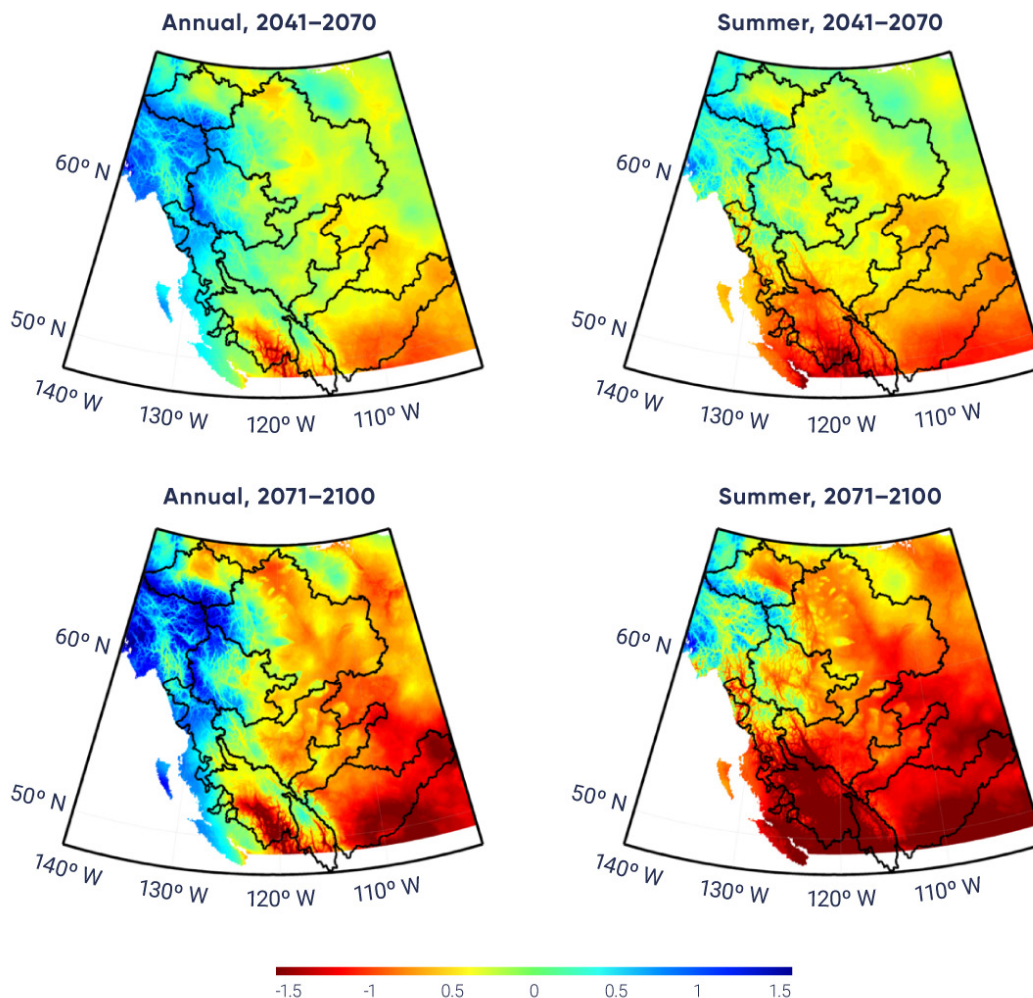 Annual, 2041–2070
Summer, 2041–2070
60° N
50° N
140° W
130° W
120° W
110° W
60° N
50° N
140° W
130° W
120° W
110° W
Annual, 2071–2100
Summer, 2071–2100
60° N
50° N
140° W
130° W
120° W
110° W
60° N
50° N
140° W
130° W
120° W
110° W
-1.5 -1 0.5 0 0.5 1 1.5